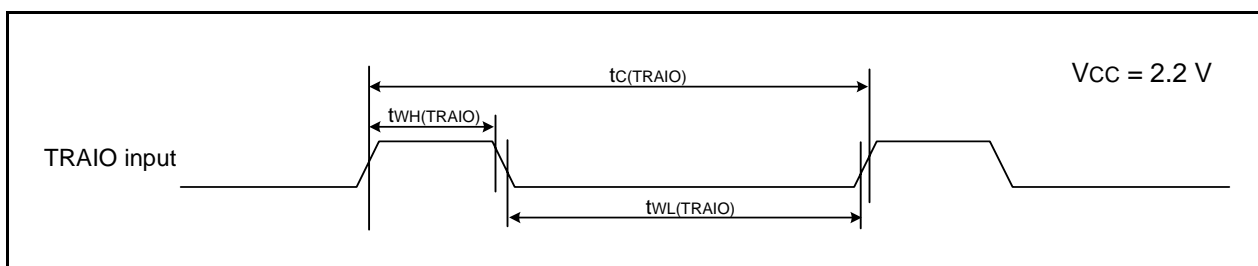 tC(TRAIO)
VCC = 2.2 V
tWH(TRAIO)
TRAIO input
tWL(TRAIO)